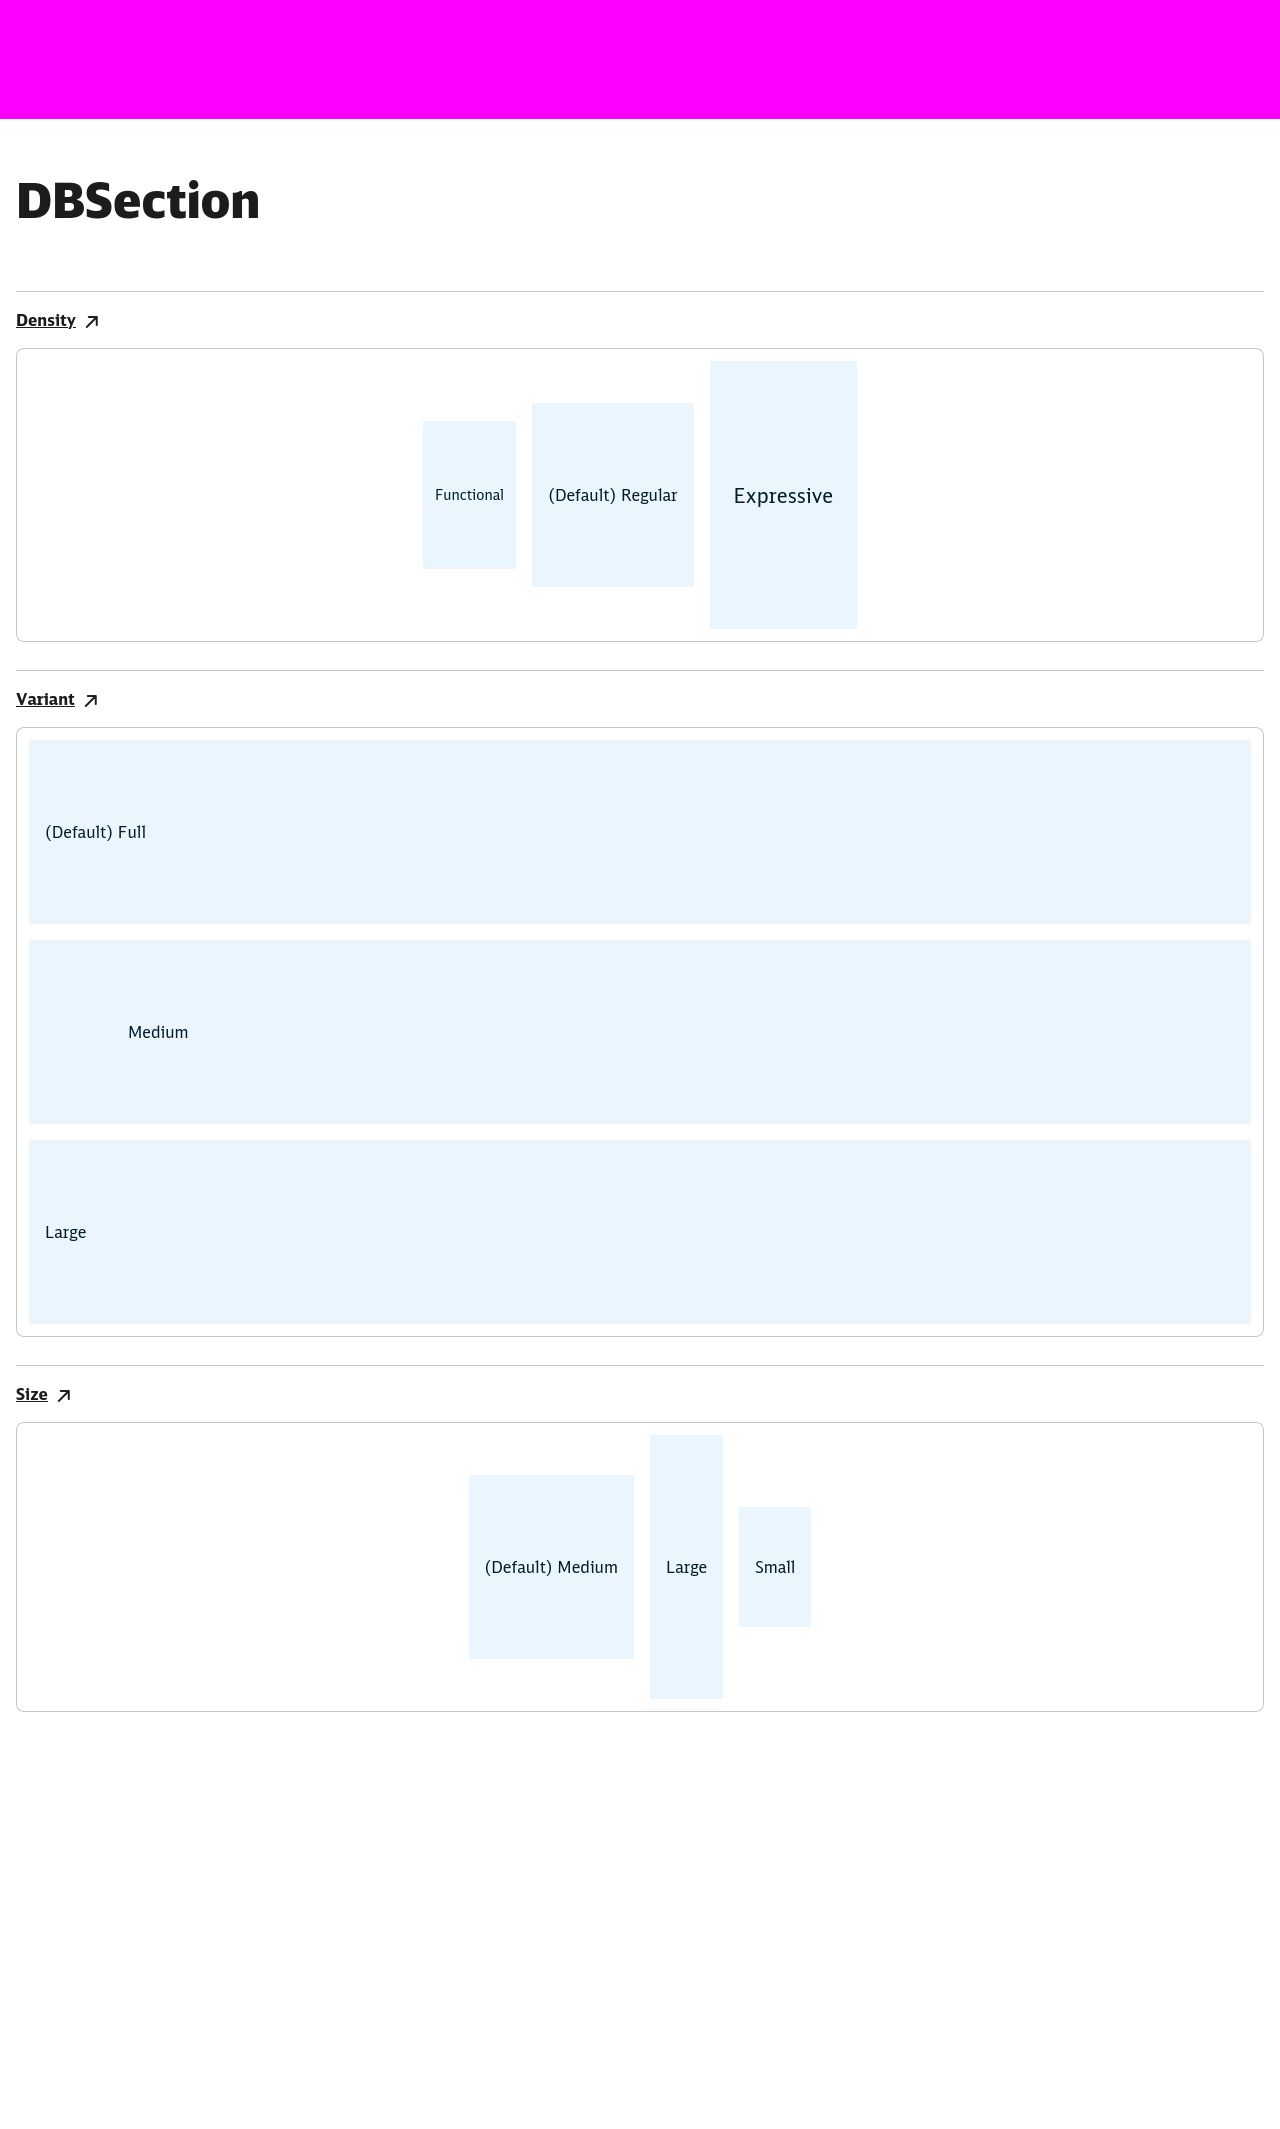 DBSection
Density
Functional
(Default) Regular
Expressive
Variant
(Default) Full
Medium
Large
Size
(Default) Medium
Large
Small